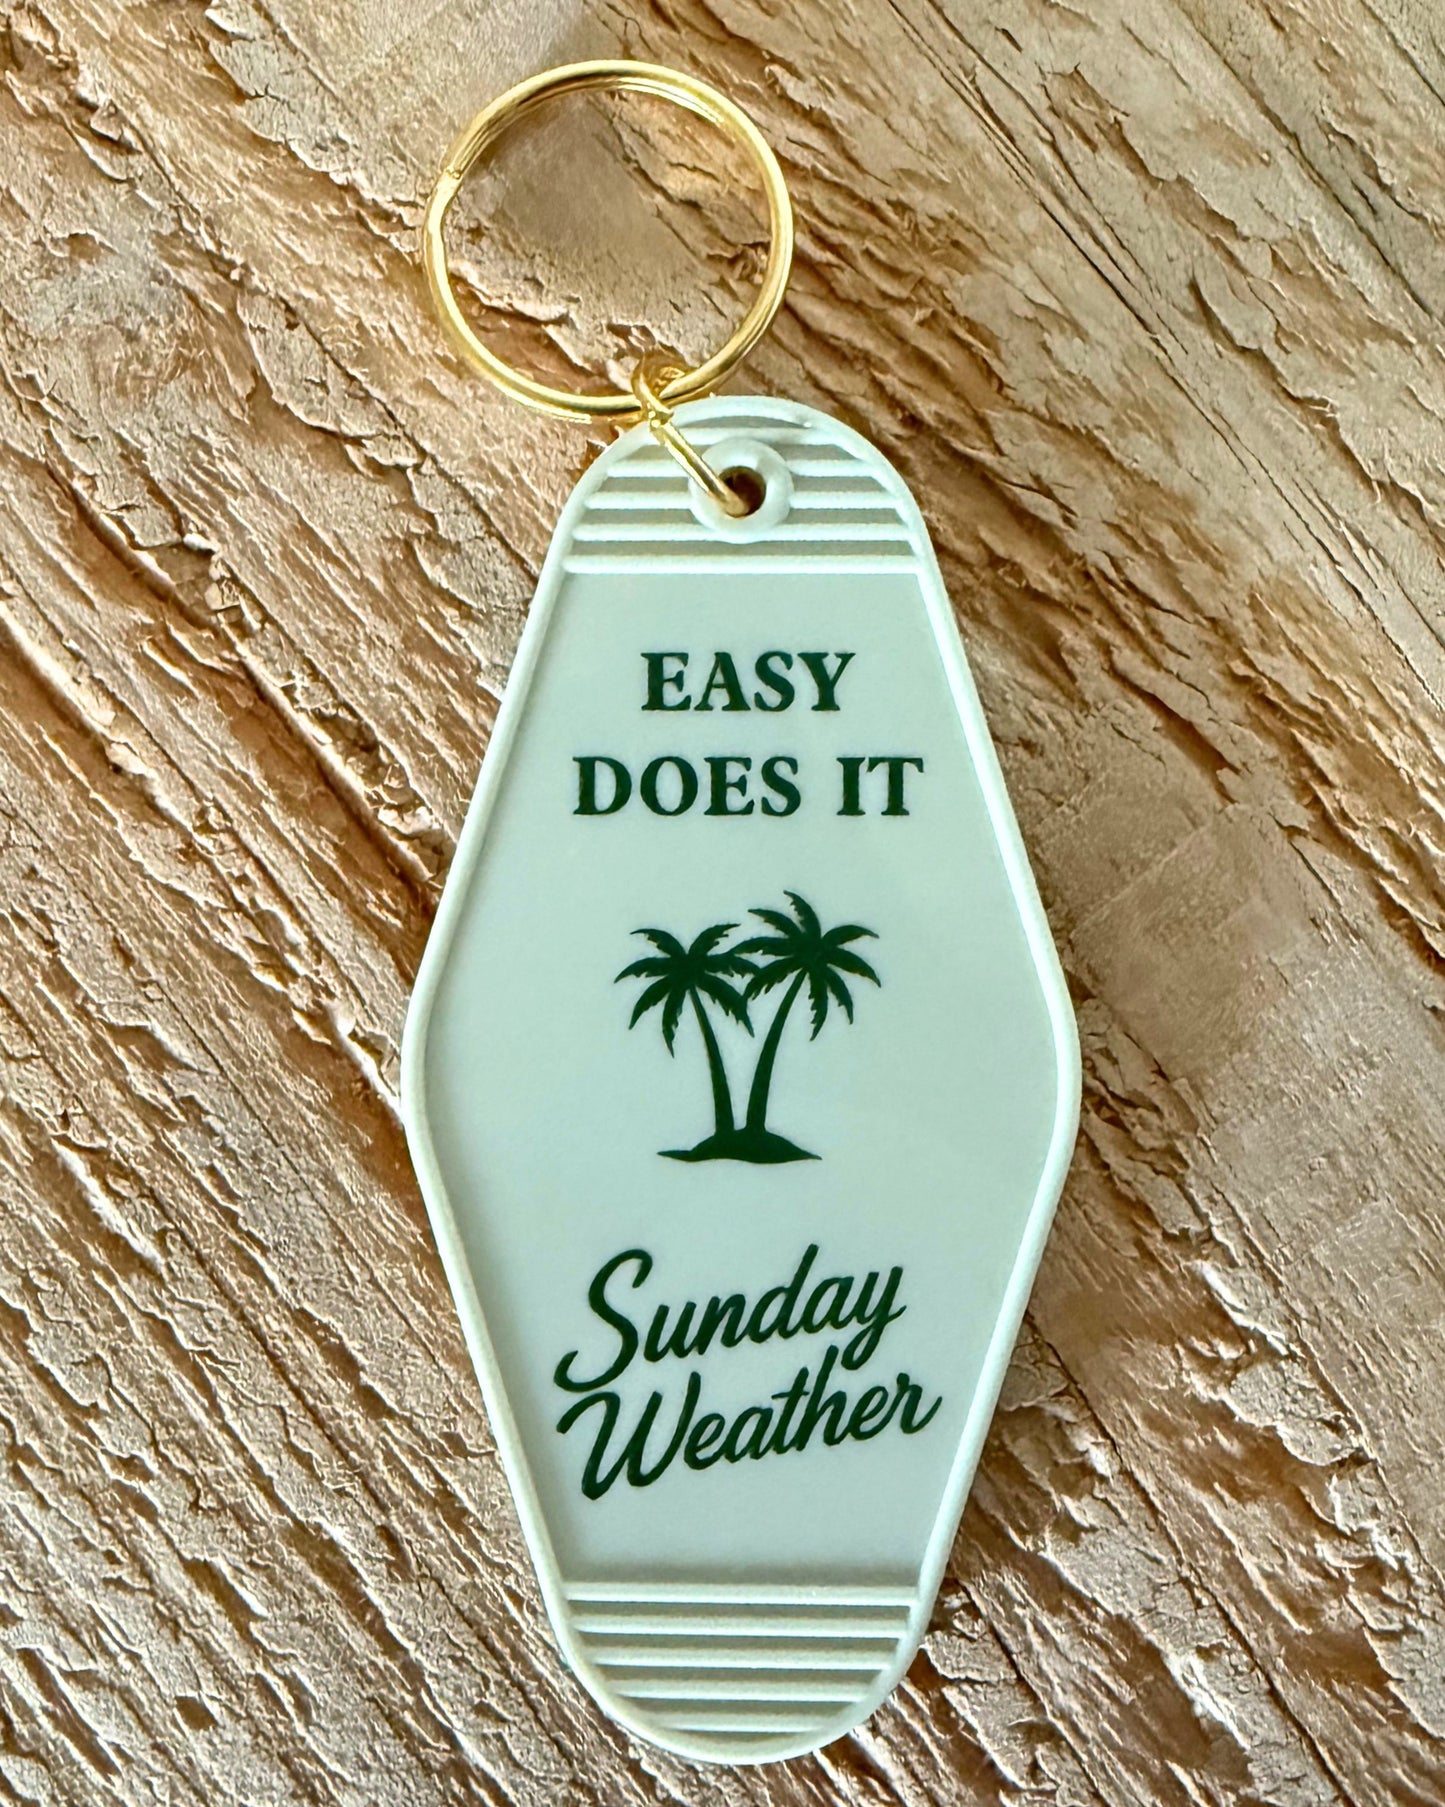 EASY
DOES IT
Sunday
Weather